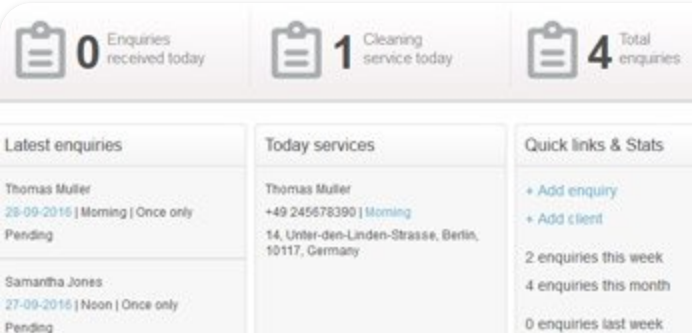 0 Enquiries
received today
1 Cleaning
service today
4 Total
enquiries
Latest enquiries
Thomas Muller
28-09-2016 | Morning | Once only
Pending
Samantha Jones
27-09-2016 | Noon | Once only
Pending
Today services
Thomas Muller
+49 245678390 | Morning
14, Unter-den-Linden-Strasse, Berlin,
10117, Germany
Quick links & Stats
+ Add enquiry
+ Add client
2 enquiries this week
4 enquiries this month
0 enquiries last week